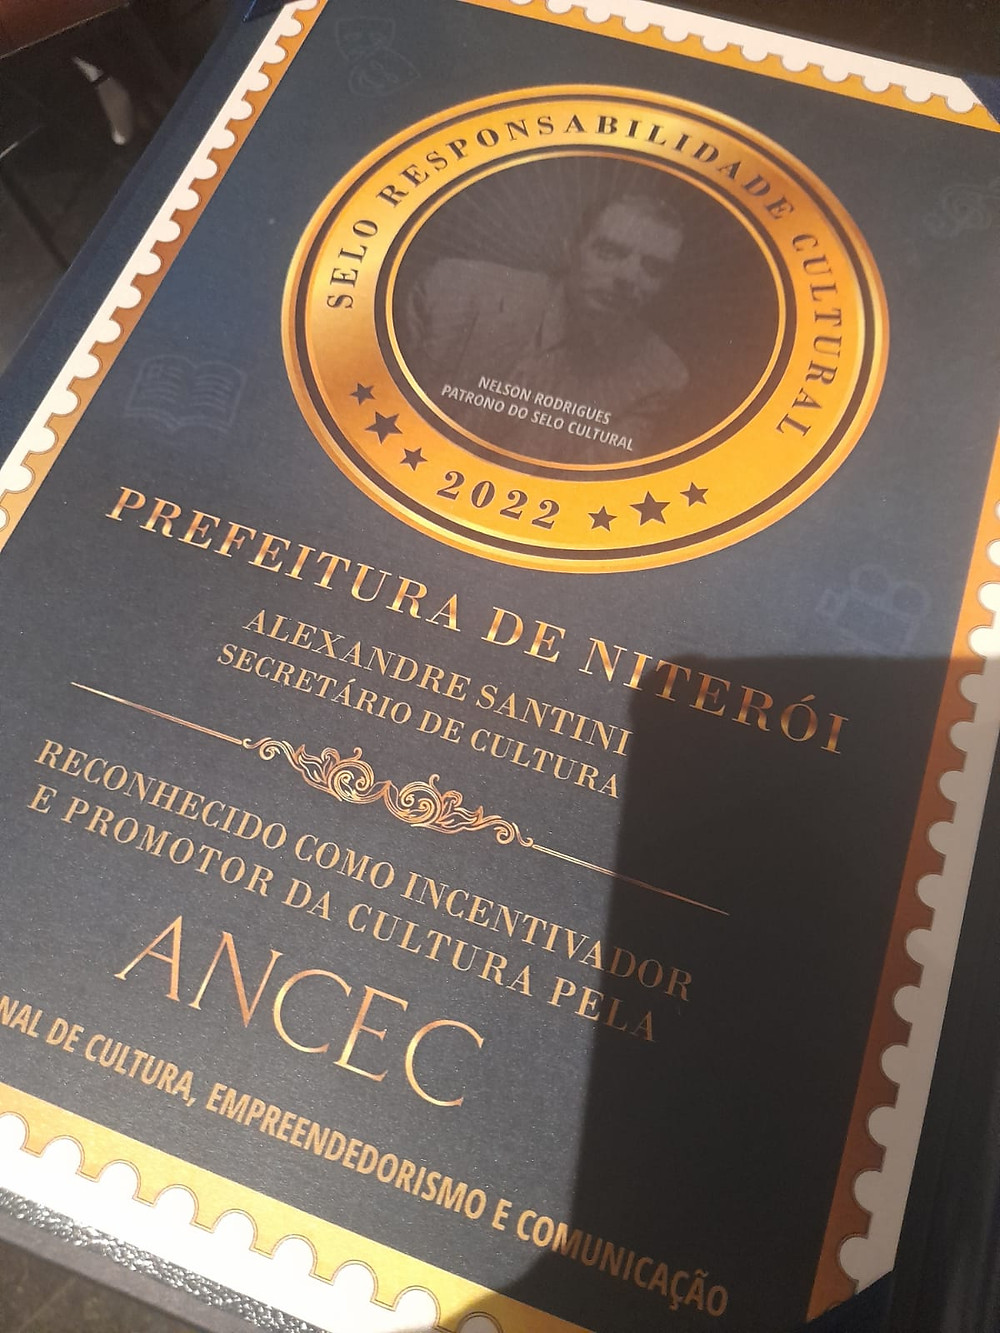 SELO RESPONSABILIDADE CULTURAL
NELSON RODRIGUES
PATRONO DO SELO CULTURAL
2022
PREFEITURA DE NITERÓI
ALEXANDRE SANTINI
SECRETÁRIO DE CULTURA
RECONHECIDO COMO INCENTIVADOR
E PROMOTOR DA CULTURA PELA
ANCEC
NAL DE CULTURA, EMPREENDEDORISMO E COMUNICAÇÃO